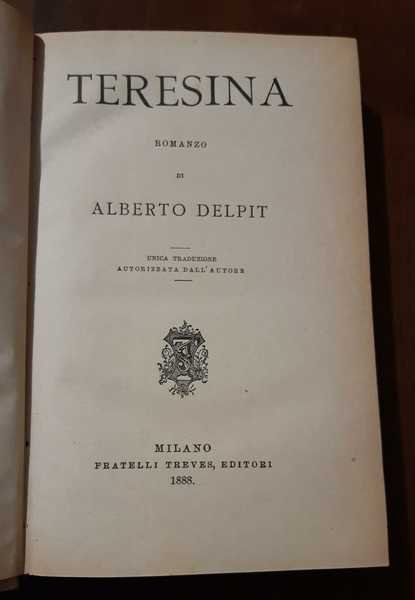 TERESINA
ROMANZO
DI
ALBERTO DELPIT
UNICA TRADUZIONE
AUTORIZZATA DALL'AUTORE
MILANO
FRATELLI TREVES, EDITORI
1888.